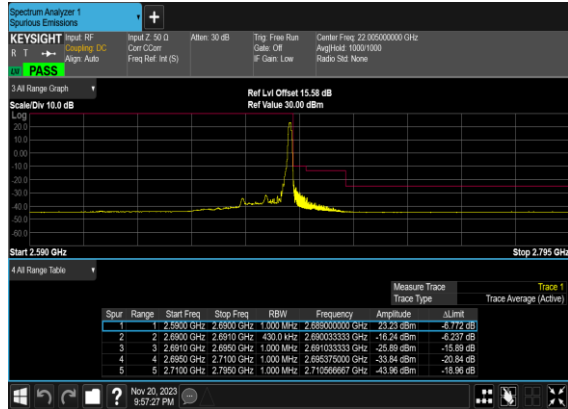 Spectrum Analyzer 1
Spurious Emissions
KEYSIGHT
R T
LU PASS
Input: RF
Coupling: DC
Align: Auto
Input Z: 50 Ω
Corr CCorr
Freq Ref: Int (S)
Atten: 30 dB
Trig: Free Run
Gate: Off
IF Gain: Low
Center Freq: 22.005000000 GHz
Avg|Hold: 1000/1000
Radio Std: None
3 All Range Graph
Scale/Div 10.0 dB
Ref Lvl Offset 15.58 dB
Ref Value 30.00 dBm
Log
20.0
10.0
0.00
-10.0
-20.0
-30.0
-40.0
-50.0
-60.0
Start 2.590 GHz
Stop 2.795 GHz
4 All Range Table
Measure Trace Trace 1
Trace Type Trace Average (Active)
Spur Range Start Freq Stop Freq RBW Frequency Amplitude ΔLimit
1 1 2.5900 GHz 2.6900 GHz 1.000 MHz 2.689000000 GHz 23.23 dBm -6.772 dB
2 2 2.6900 GHz 2.6910 GHz 430.0 kHz 2.690033333 GHz -16.24 dBm -6.237 dB
3 3 2.6910 GHz 2.6950 GHz 1.000 MHz 2.691033333 GHz -25.89 dBm -15.89 dB
4 4 2.6950 GHz 2.7100 GHz 1.000 MHz 2.695375000 GHz -33.84 dBm -20.84 dB
5 5 2.7100 GHz 2.7950 GHz 1.000 MHz 2.710566667 GHz -43.96 dBm -18.96 dB
Nov 20, 2023
9:57:27 PM